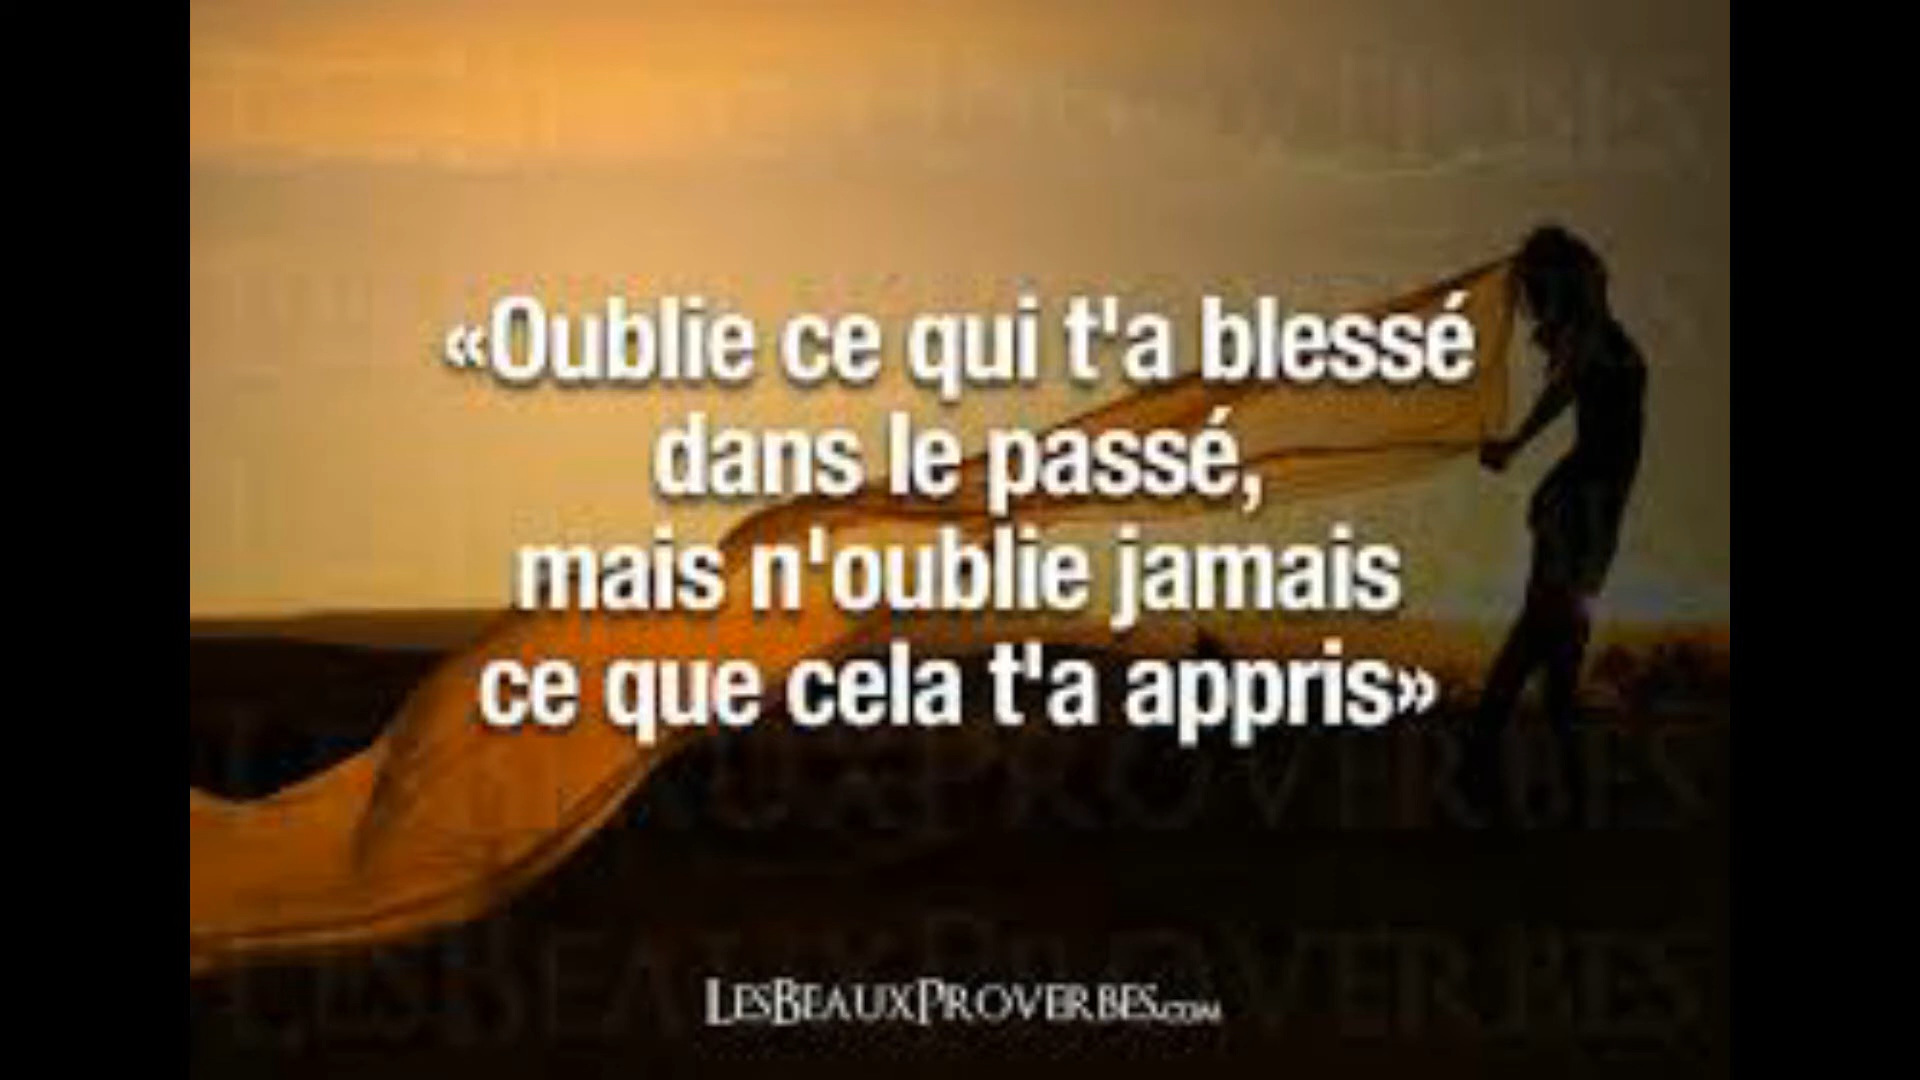 «Oublie ce qui t'a blessé
dans le passé,
mais n'oublie jamais
ce que cela t'a appris»
LESBEAUXPROVERBES.COM